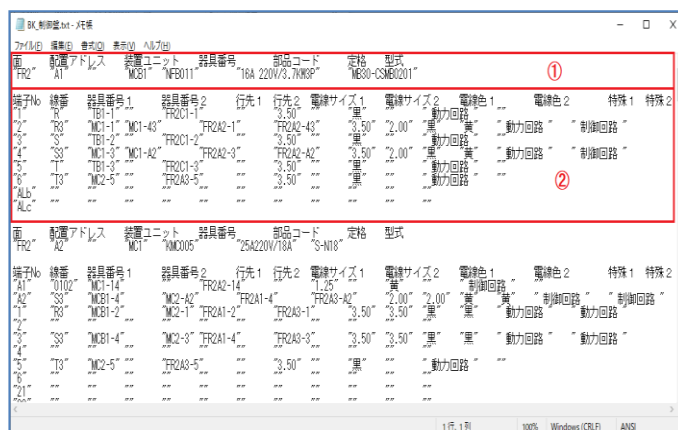 BK_制御盤.txt - メモ帳
ファイル(F) 編集(E) 書式(O) 表示(V) ヘルプ(H)
面 配置アドレス 装置ユニット 器具番号 部品コード 定格 型式
"FR2" "A1" "" "MCB1" "NFB011" "16A 220V/3.7KW3P" "MB30-CSMB0201"
①
端子No 線番 器具番号1 器具番号2 行先1 行先2 電線サイズ1 電線サイズ2 電線色1 電線色2 特殊1 特殊2
"1" "R" "TB1-1" "" "FR2C1-1" "" "3.50" "" "黒" "" "動力回路 " ""
"2" "R3" "MC1-1" "MC1-43" "FR2A2-1" "FR2A2-43" "3.50" "2.00" "黒" "黄" "動力回路 " "制御回路 "
"3" "S" "TB1-2" "" "FR2C1-2" "" "3.50" "" "黒" "" "動力回路 " ""
"4" "S3" "MC1-3" "MC1-A2" "FR2A2-3" "FR2A2-A2" "3.50" "2.00" "黒" "黄" "動力回路 " "制御回路 "
"5" "T" "TB1-3" "" "FR2C1-3" "" "3.50" "" "黒" "" "動力回路 " ""
"6" "T3" "MC2-5" "" "FR2A3-5" "" "3.50" "" "黒" "" "動力回路 " ""
"ALb" "" "" "" "" "" "" ""
"ALc" "" "" "" "" "" "" ""
②
面 配置アドレス 装置ユニット 器具番号 部品コード 定格 型式
"FR2" "A2" "" "MC1" "KMC005" "25A220V/18A" "S-N18"
端子No 線番 器具番号1 器具番号2 行先1 行先2 電線サイズ1 電線サイズ2 電線色1 電線色2 特殊1 特殊2
"A1" "0102" "MC1-14" "" "FR2A2-14" "" "1.25" "" "黄" "" "制御回路 " ""
"A2" "S3" "MCB1-4" "MC2-A2" "FR2A1-4" "FR2A3-A2" "2.00" "2.00" "黄" "黄" "制御回路 " "制御回路 "
"1" "R3" "MCB1-2" "MC2-1" "FR2A1-2" "FR2A3-1" "3.50" "3.50" "黒" "黒" "動力回路 " "動力回路 "
"2" "" "" "" "" "" "" ""
"3" "S3" "MCB1-4" "MC2-3" "FR2A1-4" "FR2A3-3" "3.50" "3.50" "黒" "黒" "動力回路 " "動力回路 "
"4" "" "" "" "" "" "" ""
"5" "T3" "MC2-5" "" "FR2A3-5" "" "3.50" "" "黒" "" "動力回路 " ""
"6" "" "" "" "" "" "" ""
"21" "" "" "" "" "" "" ""
1行、1列 100% Windows (CRLF) ANSI